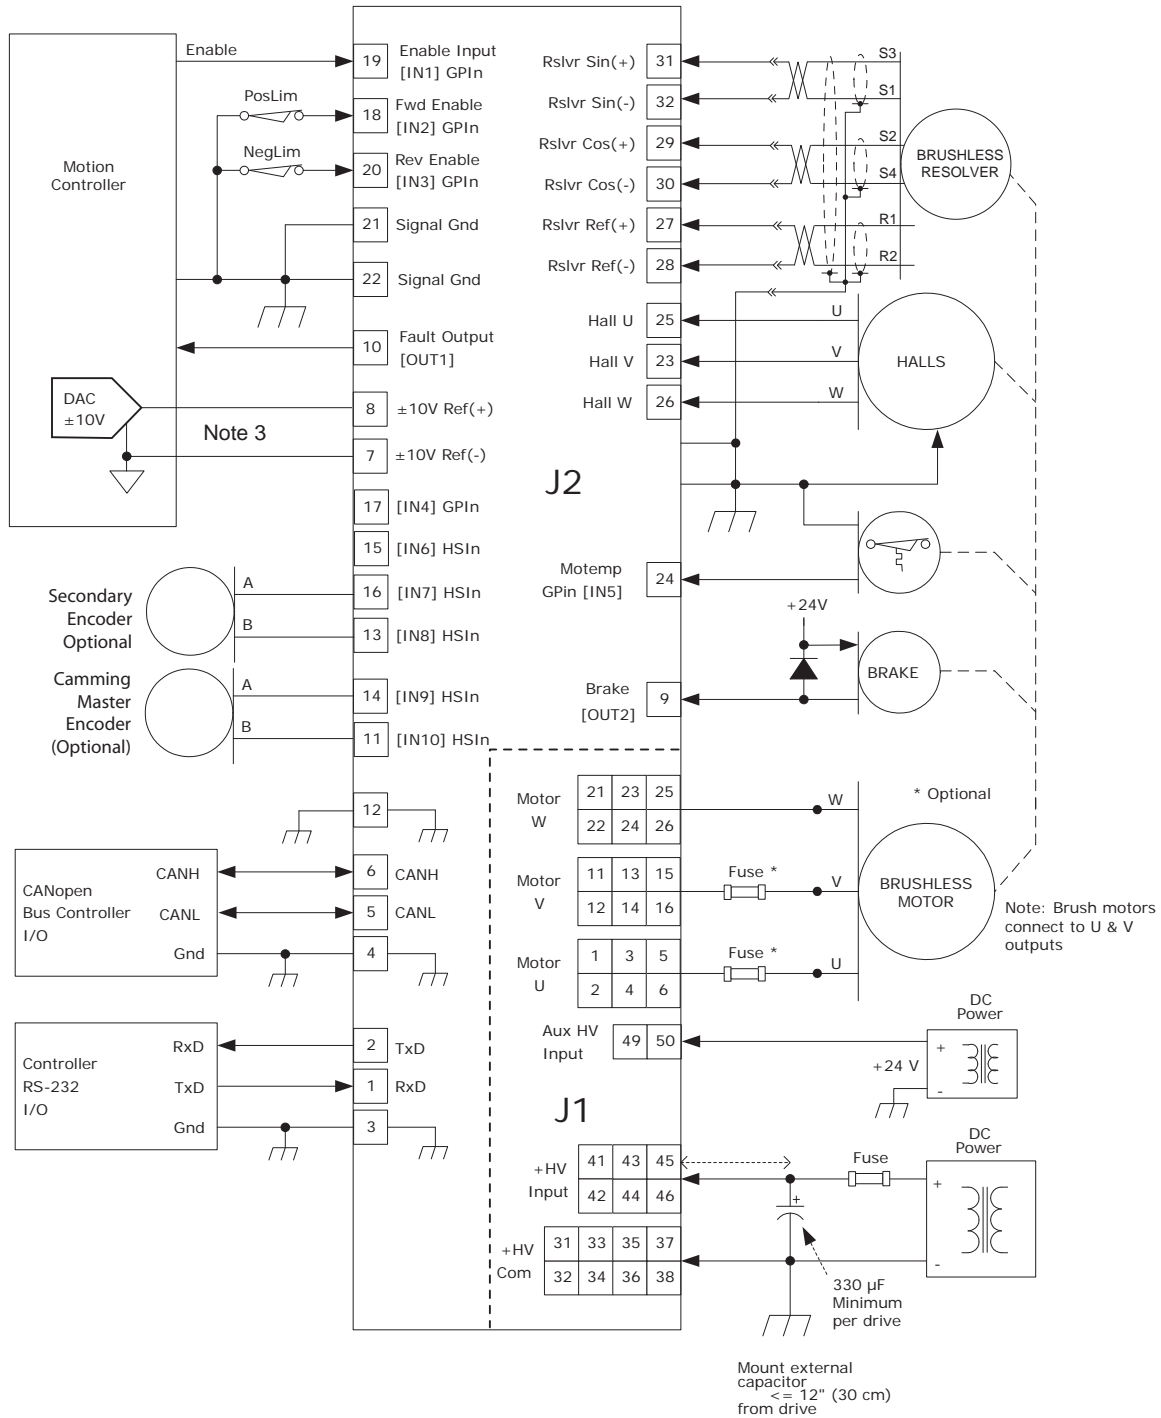 Motion
Controller
Enable
PosLim
NegLim
DAC
±10V
Note 3
19
Enable Input
[IN1] GPIn
18
Fwd Enable
[IN2] GPIn
20
Rev Enable
[IN3] GPIn
21
Signal Gnd
22
Signal Gnd
10
Fault Output
[OUT1]
8
±10V Ref(+)
7
±10V Ref(-)
17
[IN4] GPIn
15
[IN6] HSIn
Secondary
Encoder
Optional
A
B
16
[IN7] HSIn
13
[IN8] HSIn
Camming
Master
Encoder
(Optional)
A
B
14
[IN9] HSIn
11
[IN10] HSIn
12
CANopen
Bus Controller
I/O
CANH
CANL
Gnd
6
CANH
5
CANL
4
Controller
RS-232
I/O
RxD
TxD
Gnd
2
TxD
1
RxD
3
J2
Rslvr Sin(+)
31
S3
Rslvr Sin(-)
32
S1
Rslvr Cos(+)
29
S2
Rslvr Cos(-)
30
S4
Rslvr Ref(+)
27
R1
Rslvr Ref(-)
28
R2
BRUSHLESS
RESOLVER
Hall U
25
U
Hall V
23
V
Hall W
26
W
HALLS
Motemp
GPin [IN5]
24
+24V
Brake
[OUT2]
9
BRAKE
Motor
W
21 23 25
22 24 26
W
* Optional
Motor
V
11 13 15
12 14 16
Fuse *
V
Motor
U
1 3 5
2 4 6
Fuse *
U
BRUSHLESS
MOTOR
Note: Brush motors
connect to U & V
outputs
Aux HV
Input
49 50
DC
Power
+
+24 V
-
J1
+HV
Input
41 43 45
42 44 46
Fuse
DC
Power
+
-
+
+HV
Com
31 33 35 37
32 34 36 38
330 µF
Minimum
per drive
Mount external
capacitor
<= 12" (30 cm)
from drive